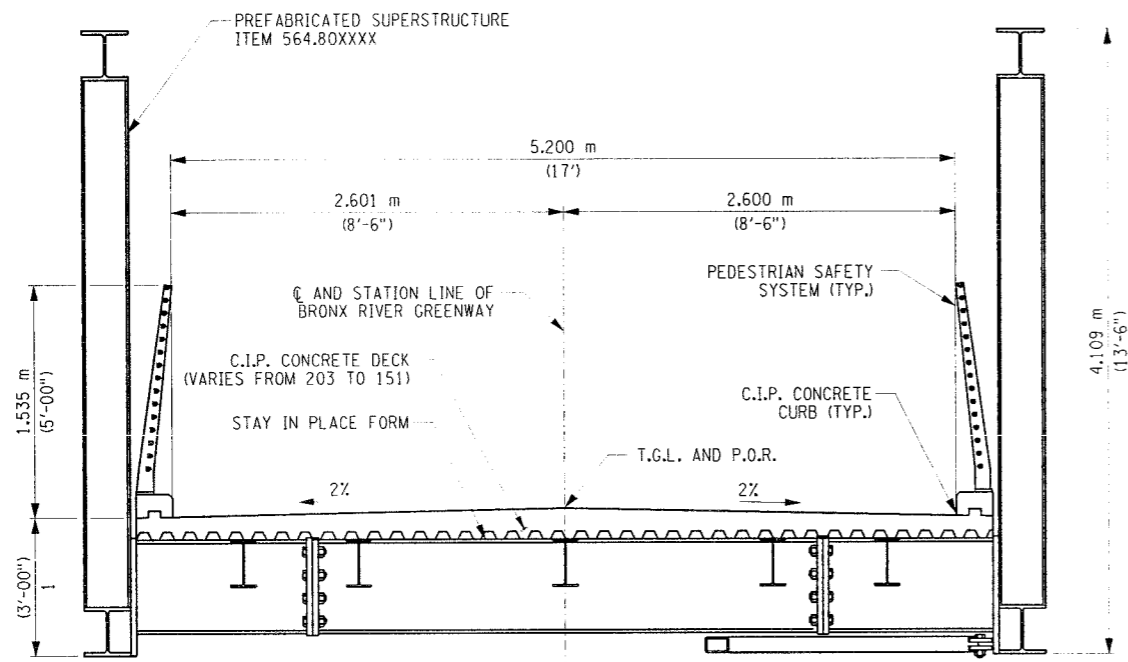 PREFABRICATED SUPERSTRUCTURE
ITEM 564.80XXXX
5.200 m
(17')
2.601 m
(8'-6")
2.600 m
(8'-6")
℄ AND STATION LINE OF
BRONX RIVER GREENWAY
PEDESTRIAN SAFETY
SYSTEM (TYP.)
C.I.P. CONCRETE DECK
(VARIES FROM 203 TO 151)
C.I.P. CONCRETE
CURB (TYP.)
STAY IN PLACE FORM
T.G.L. AND P.O.R.
2%
2%
1.535 m
(5'-00")
4.109 m
(13'-6")
(3'-00")
1